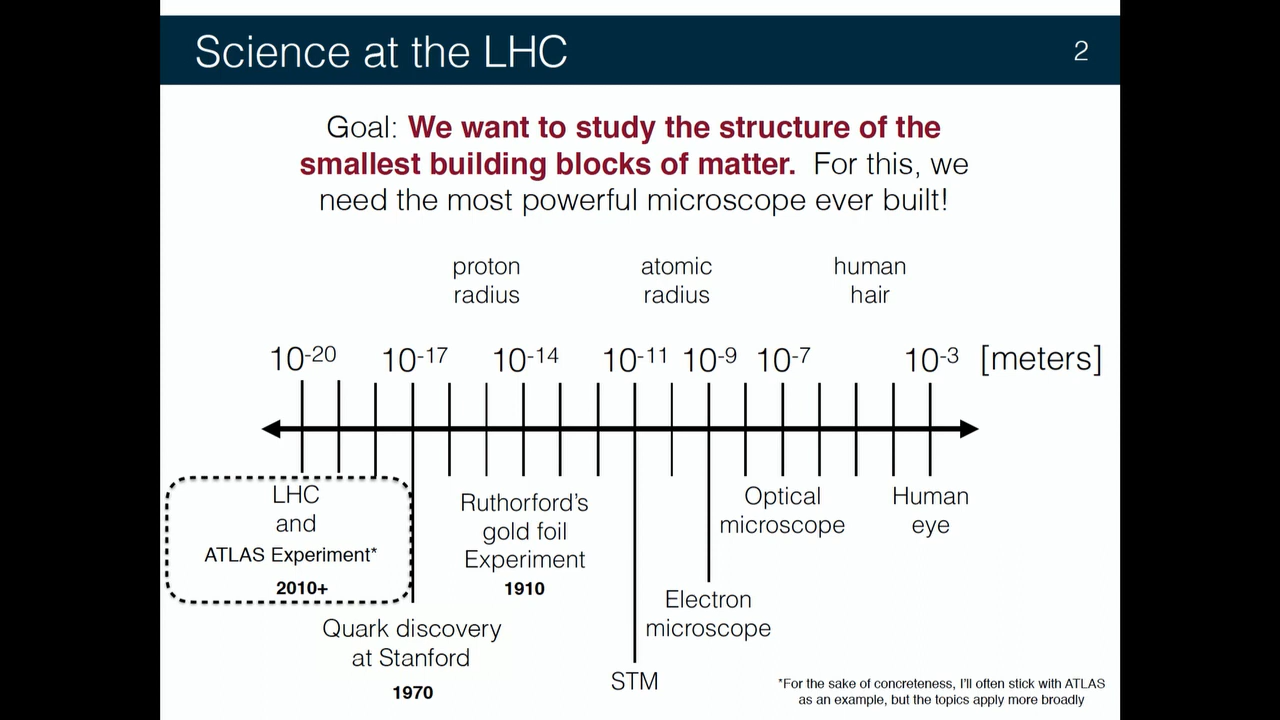 Science at the LHC
2
Goal: We want to study the structure of the
smallest building blocks of matter. For this, we
need the most powerful microscope ever built!
proton
radius
atomic
radius
human
hair
10⁻²⁰ 10⁻¹⁷ 10⁻¹⁴ 10⁻¹¹ 10⁻⁹ 10⁻⁷ 10⁻³ [meters]
LHC
and
ATLAS Experiment*
2010+
Quark discovery
at Stanford
1970
Ruthorford's
gold foil
Experiment
1910
STM
Electron
microscope
Optical
microscope
Human
eye
*For the sake of concreteness, I'll often stick with ATLAS
as an example, but the topics apply more broadly